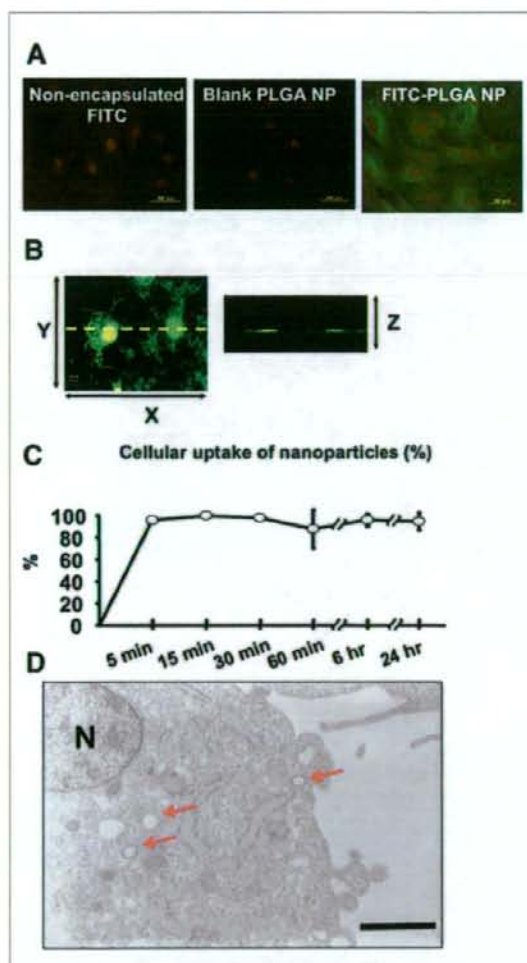 A
Non-encapsulated
FITC
Blank PLGA NP
FITC-PLGA NP
B
Y
X
Z
C
Cellular uptake of nanoparticles (%)
%
100
80
60
40
20
0
5 min
15 min
30 min
60 min
6 hr
24 hr
D
N